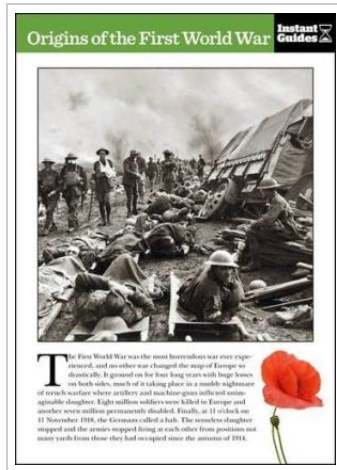 Origins of the First World War
Instant
Guides
The First World War was the most horrendous war ever expe-
rienced, and no other war changed the map of Europe so
drastically. It ground on for four long years with huge losses
on both sides, much of it taking place in a muddy nightmare
of trench warfare where artillery and machine-guns inflicted unim-
aginable slaughter. Eight million soldiers were killed in Europe and
another seven million permanently disabled. Finally, at 11 o'clock on
11 November 1918, the Germans called a halt. The senseless slaughter
stopped and the armies stopped firing at each other from positions not
many yards from those they had occupied since the autumn of 1914.